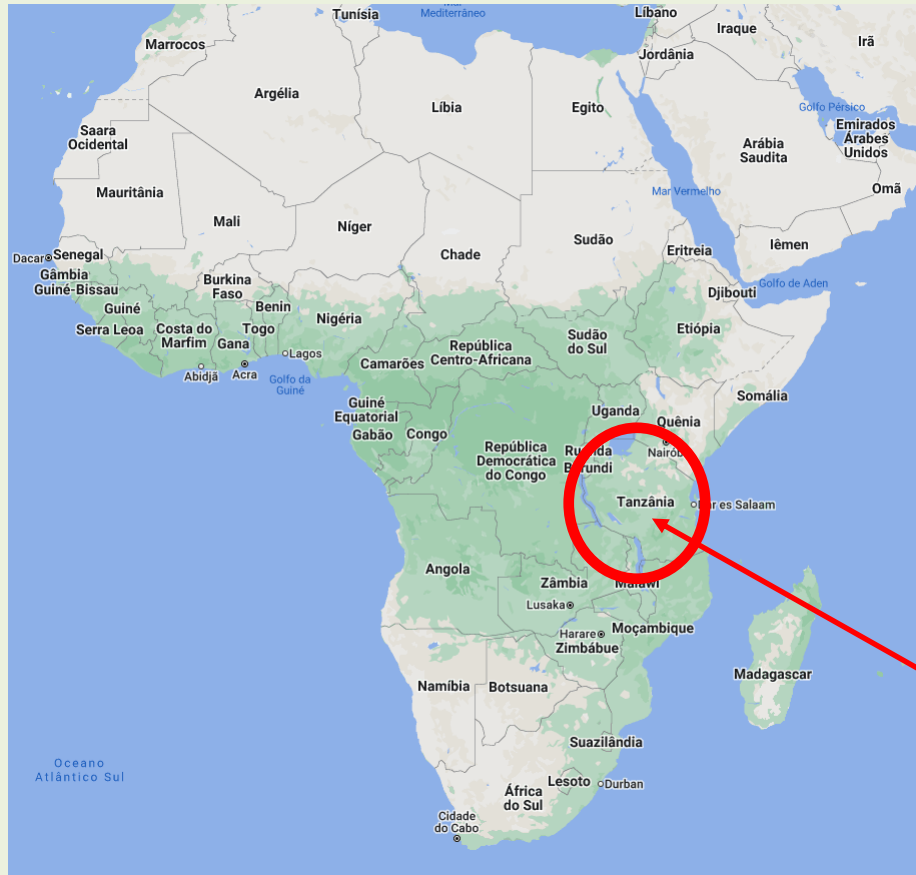 Tunísia
Mar
Mediterrâneo
Líbano
Iraque
Irã
Marrocos
Jordânia
Argélia
Líbia
Egito
Golfo Pérsico
Saara
Ocidental
Emirados
Árabes
Unidos
Arábia
Saudita
Mauritânia
Mar Vermelho
Omã
Mali
Níger
Chade
Sudão
Eritreia
Iêmen
Dacar
Senegal
Gâmbia
Guiné-Bissau
Burkina
Faso
Golfo de Aden
Djibouti
Guiné
Benin
Nigéria
Serra Leoa
Costa do
Marfim
Togo
Gana
Lagos
Camarões
República
Centro-Africana
Sudão
do Sul
Etiópia
Abidjã
Acra
Golfo da
Guiné
Somália
Guiné
Equatorial
Uganda
Quênia
Gabão
Congo
República
Democrática
do Congo
Tanzânia
es Salaam
Angola
Zâmbia
Malawi
Lusaka
Harare
Moçambique
Zimbábue
Madagascar
Namíbia
Botsuana
Suazilândia
Oceano
Atlântico Sul
Lesoto
Durban
África
do Sul
Cidade
do Cabo